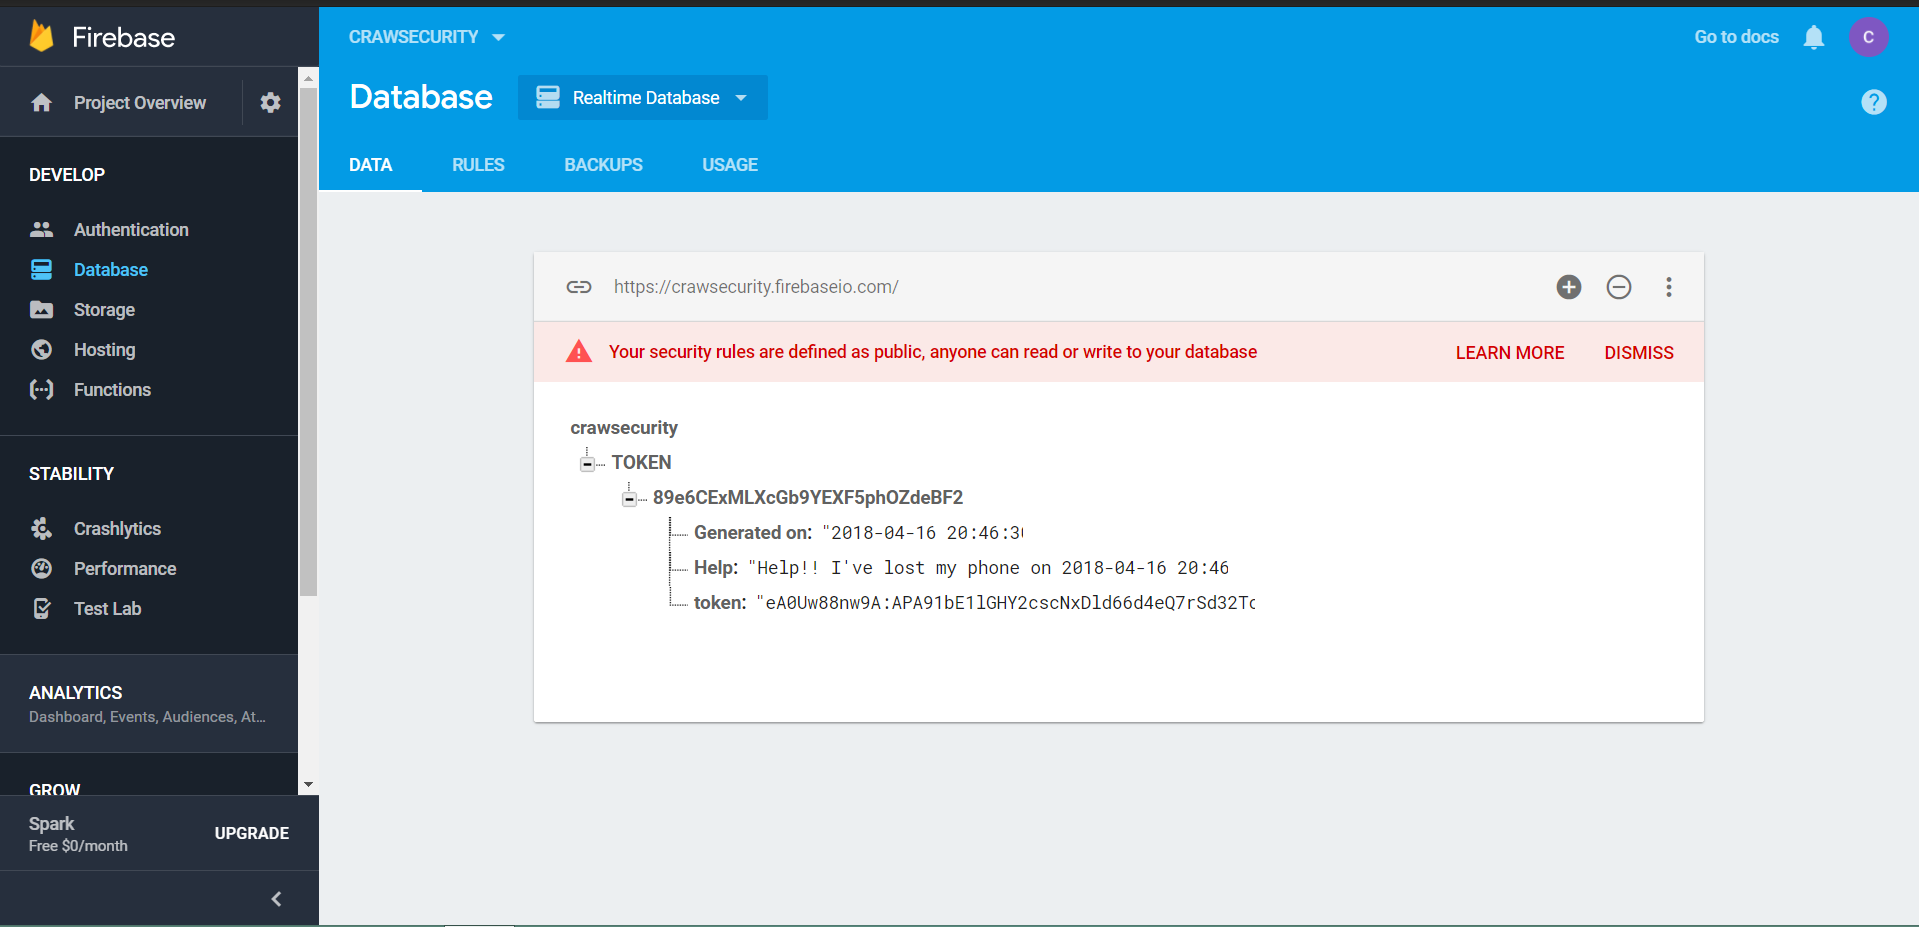 Firebase
CRAWSECURITY
Go to docs
C
Project Overview
Database
Realtime Database
?
DATA RULES BACKUPS USAGE
DEVELOP
Authentication
Database
Storage
Hosting
Functions
STABILITY
Crashlytics
Performance
Test Lab
ANALYTICS
Dashboard, Events, Audiences, At...
GROW
Spark
Free $0/month
UPGRADE
https://crawsecurity.firebaseio.com/
Your security rules are defined as public, anyone can read or write to your database
LEARN MORE DISMISS
crawsecurity
TOKEN
89e6CExMLXcGb9YEXF5phOZdeBF2
Generated on: "2018-04-16 20:46:30
Help: "Help!! I've lost my phone on 2018-04-16 20:46
token: "eA0Uw88nw9A:APA91bE1lGHY2cscNxDld66d4eQ7rSd32Tc